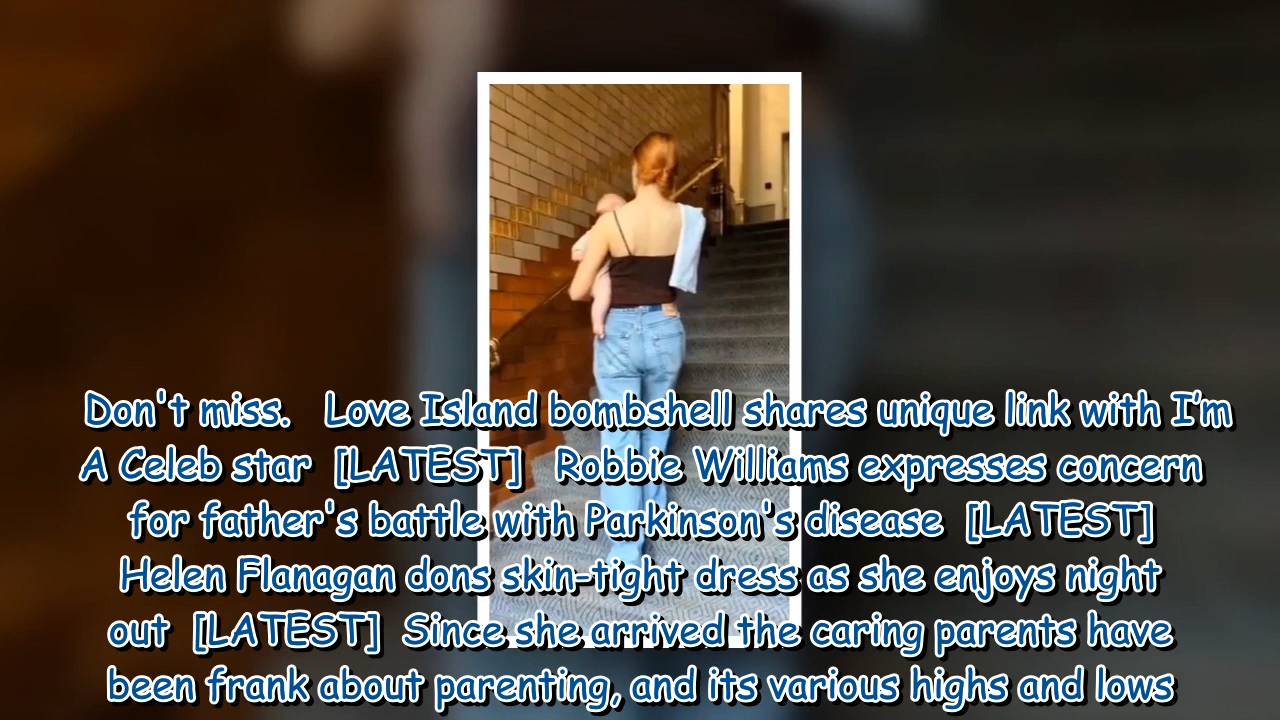 Don't miss. Love Island bombshell shares unique link with I’m
A Celeb star [LATEST] Robbie Williams expresses concern
for father's battle with Parkinson's disease [LATEST]
Helen Flanagan dons skin-tight dress as she enjoys night
out [LATEST] Since she arrived the caring parents have
been frank about parenting, and its various highs and lows